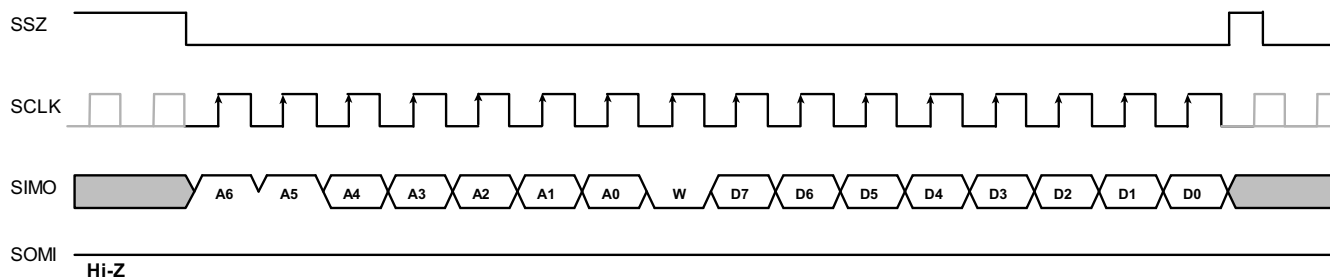 SSZ
SCLK
SIMO A6 A5 A4 A3 A2 A1 A0 W D7 D6 D5 D4 D3 D2 D1 D0
SOMI
Hi-Z